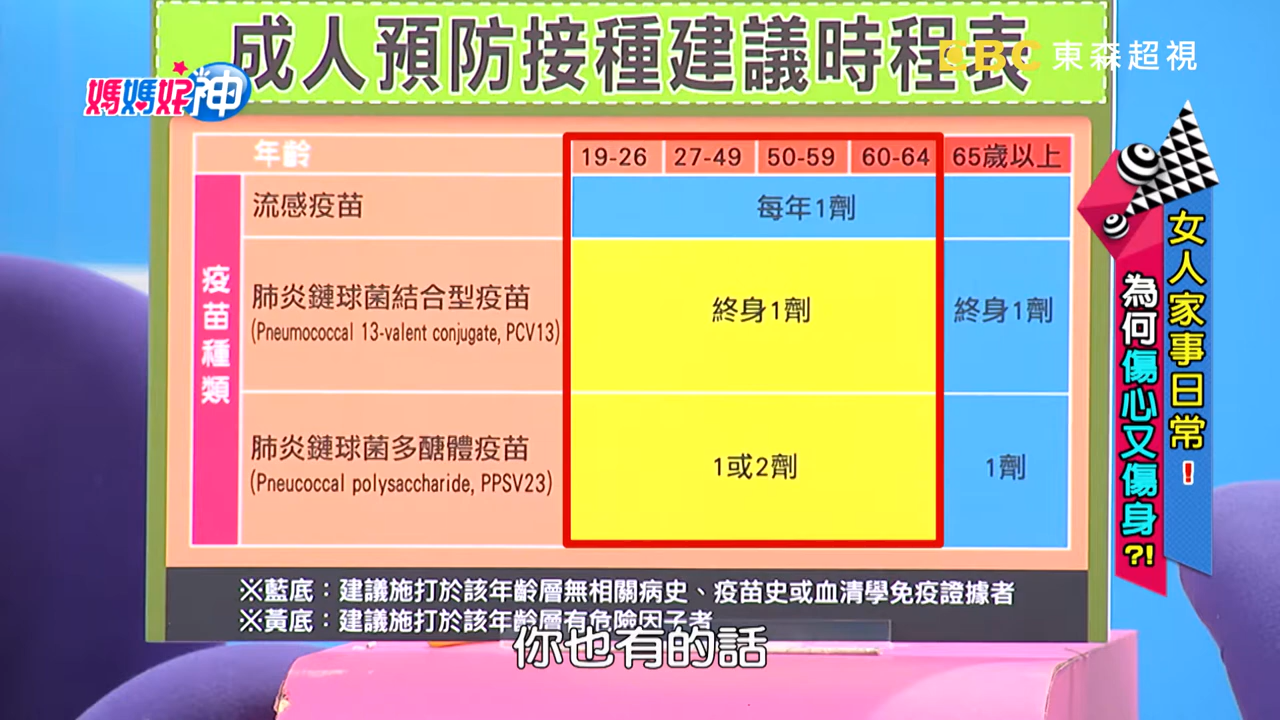 成人預防接種建議時程表
EBC 東森超視
媽媽好神
年齡
19-26
27-49
50-59
60-64
65歲以上
疫苗種類
流感疫苗
每年1劑
肺炎鏈球菌結合型疫苗
(Pneumococcal 13-valent conjugate, PCV13)
終身1劑
終身1劑
肺炎鏈球菌多醣體疫苗
(Pneucoccal polysaccharide, PPSV23)
1或2劑
1劑
※藍底：建議施打於該年齡層無相關病史、疫苗史或血清學免疫證據者
※黃底：建議施打於該年齡層有危險因子者
女人家事日常！
為何傷心又傷身?!
你也有的話